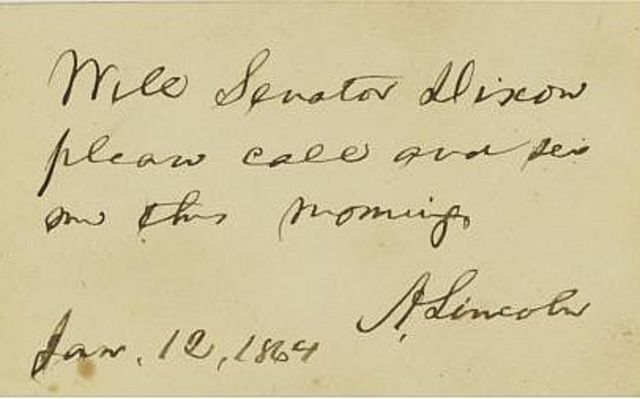 Will Senator Dixon
please call and see
me this morning
A. Lincoln
Jan. 12, 1864